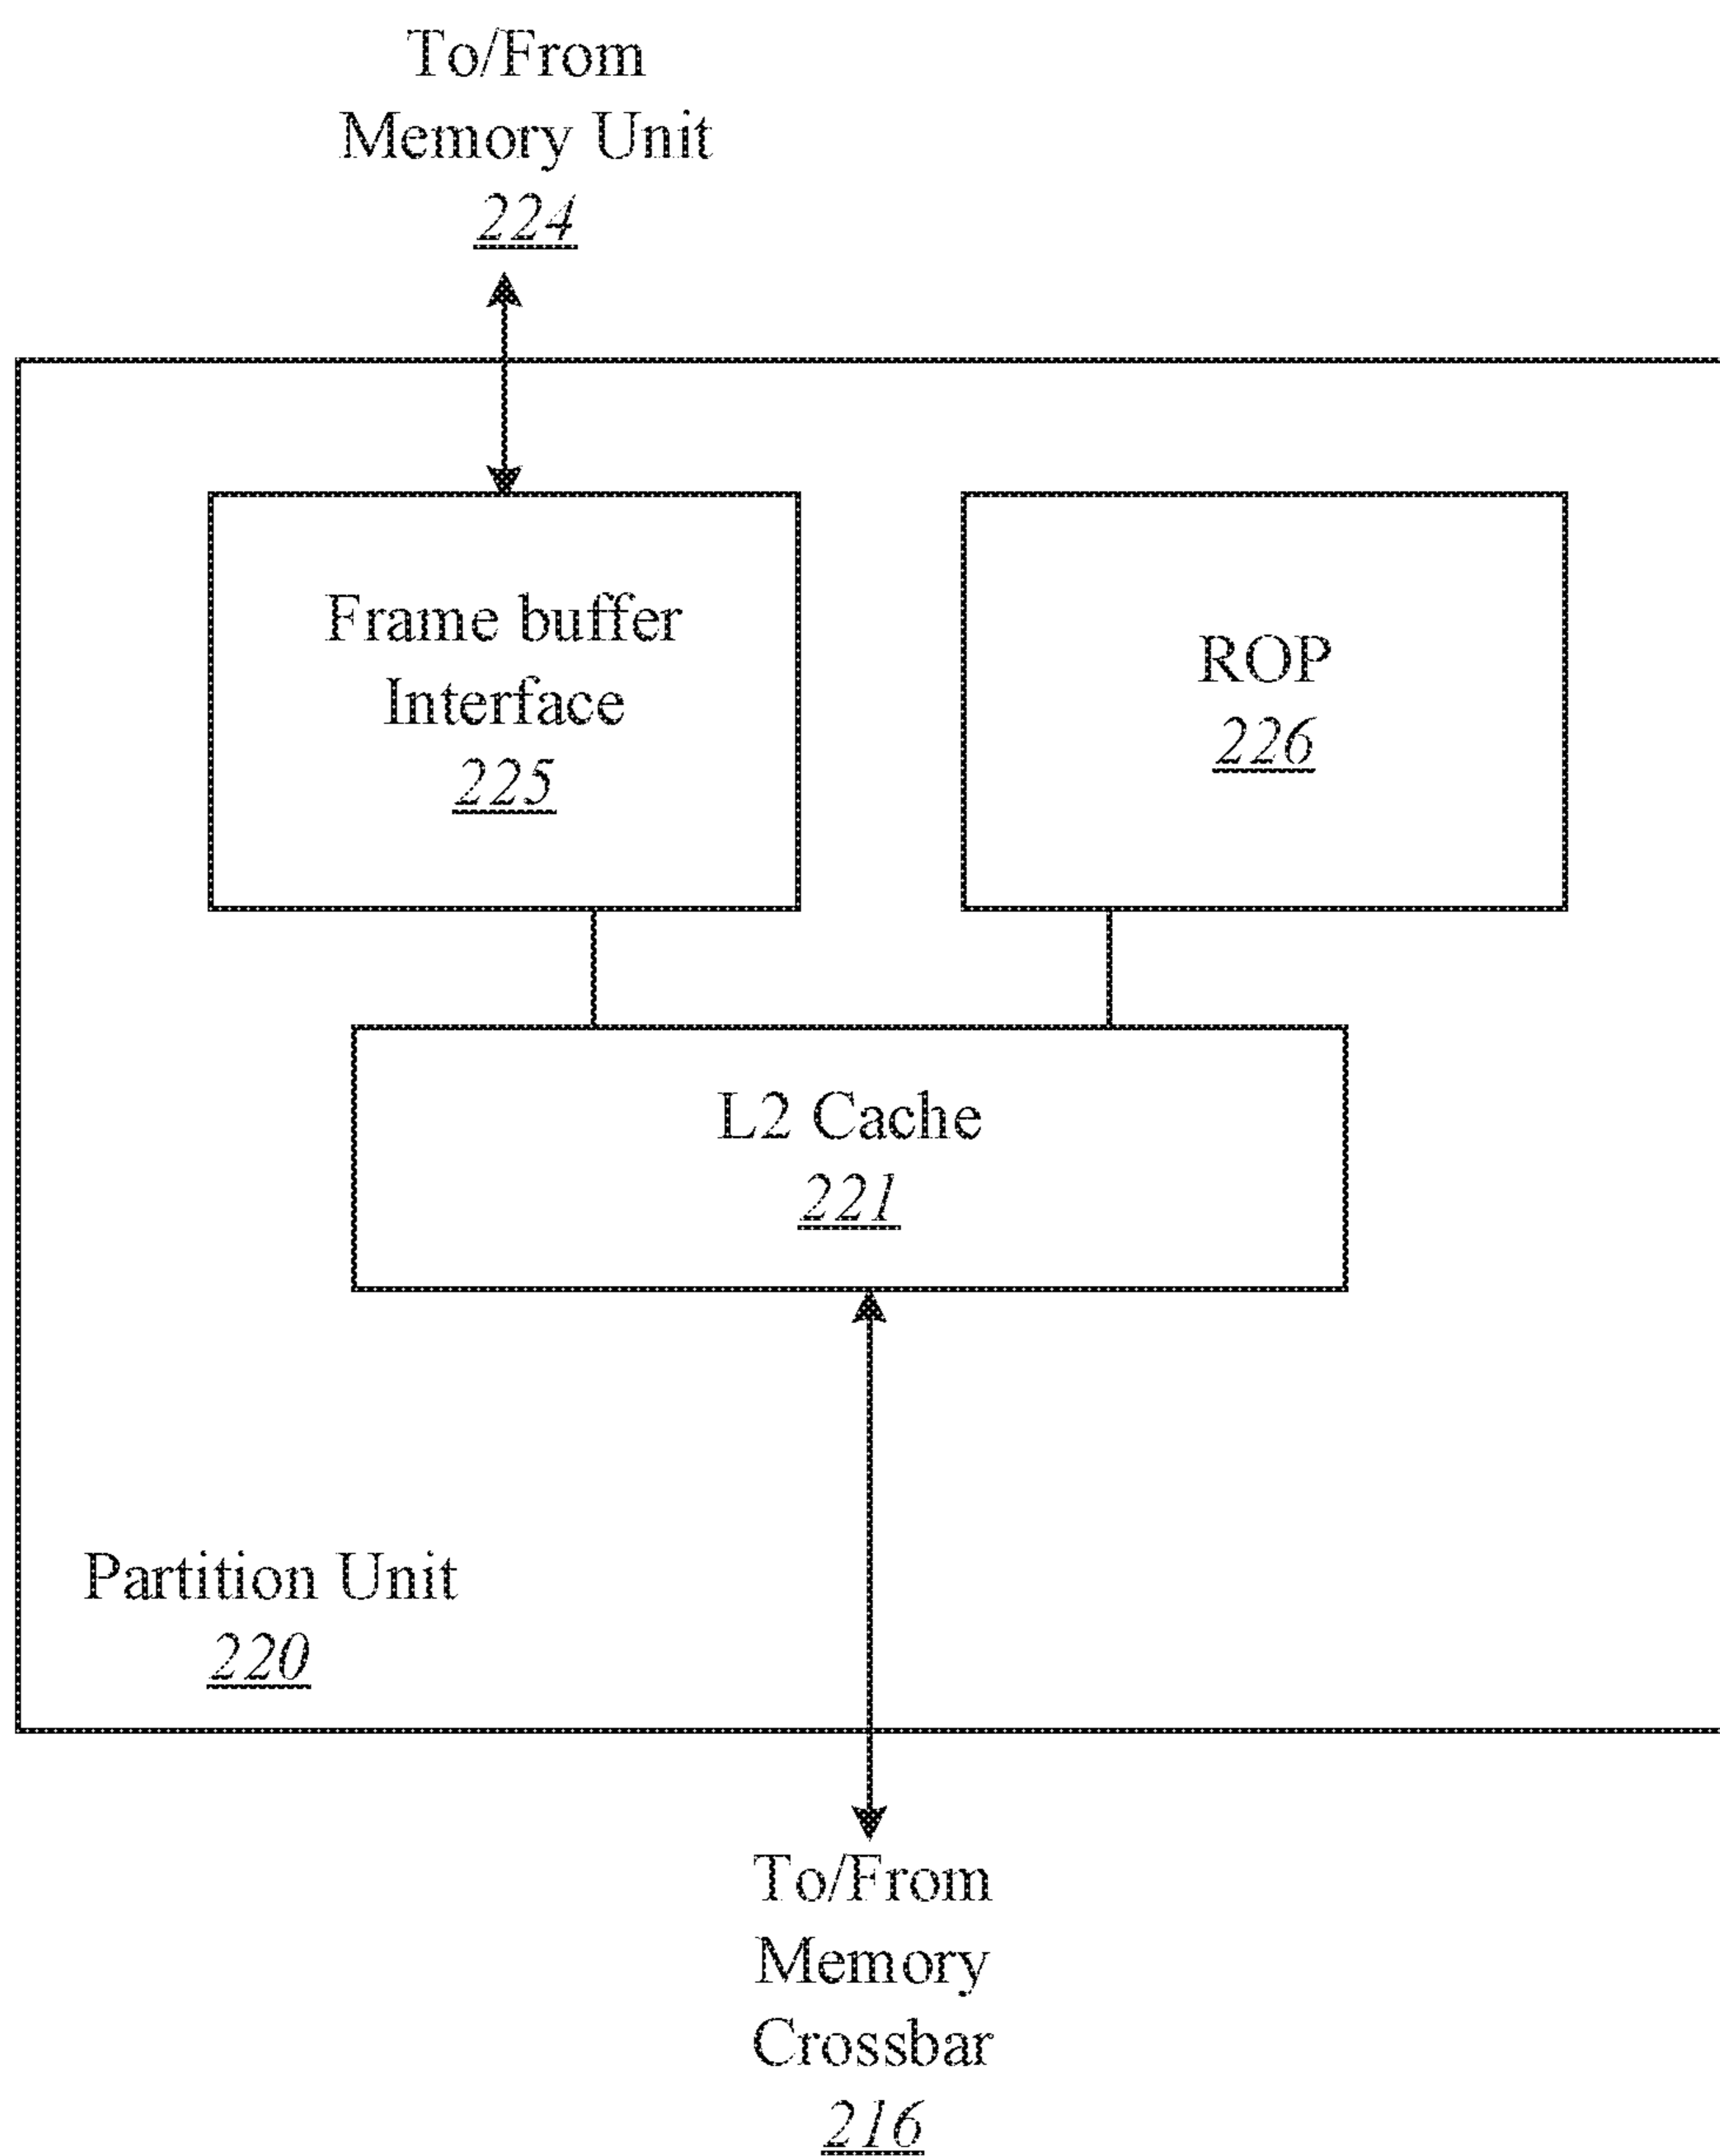 To/From
Memory Unit
224
Frame buffer
Interface
225
ROP
226
L2 Cache
221
Partition Unit
220
To/From
Memory
Crossbar
216